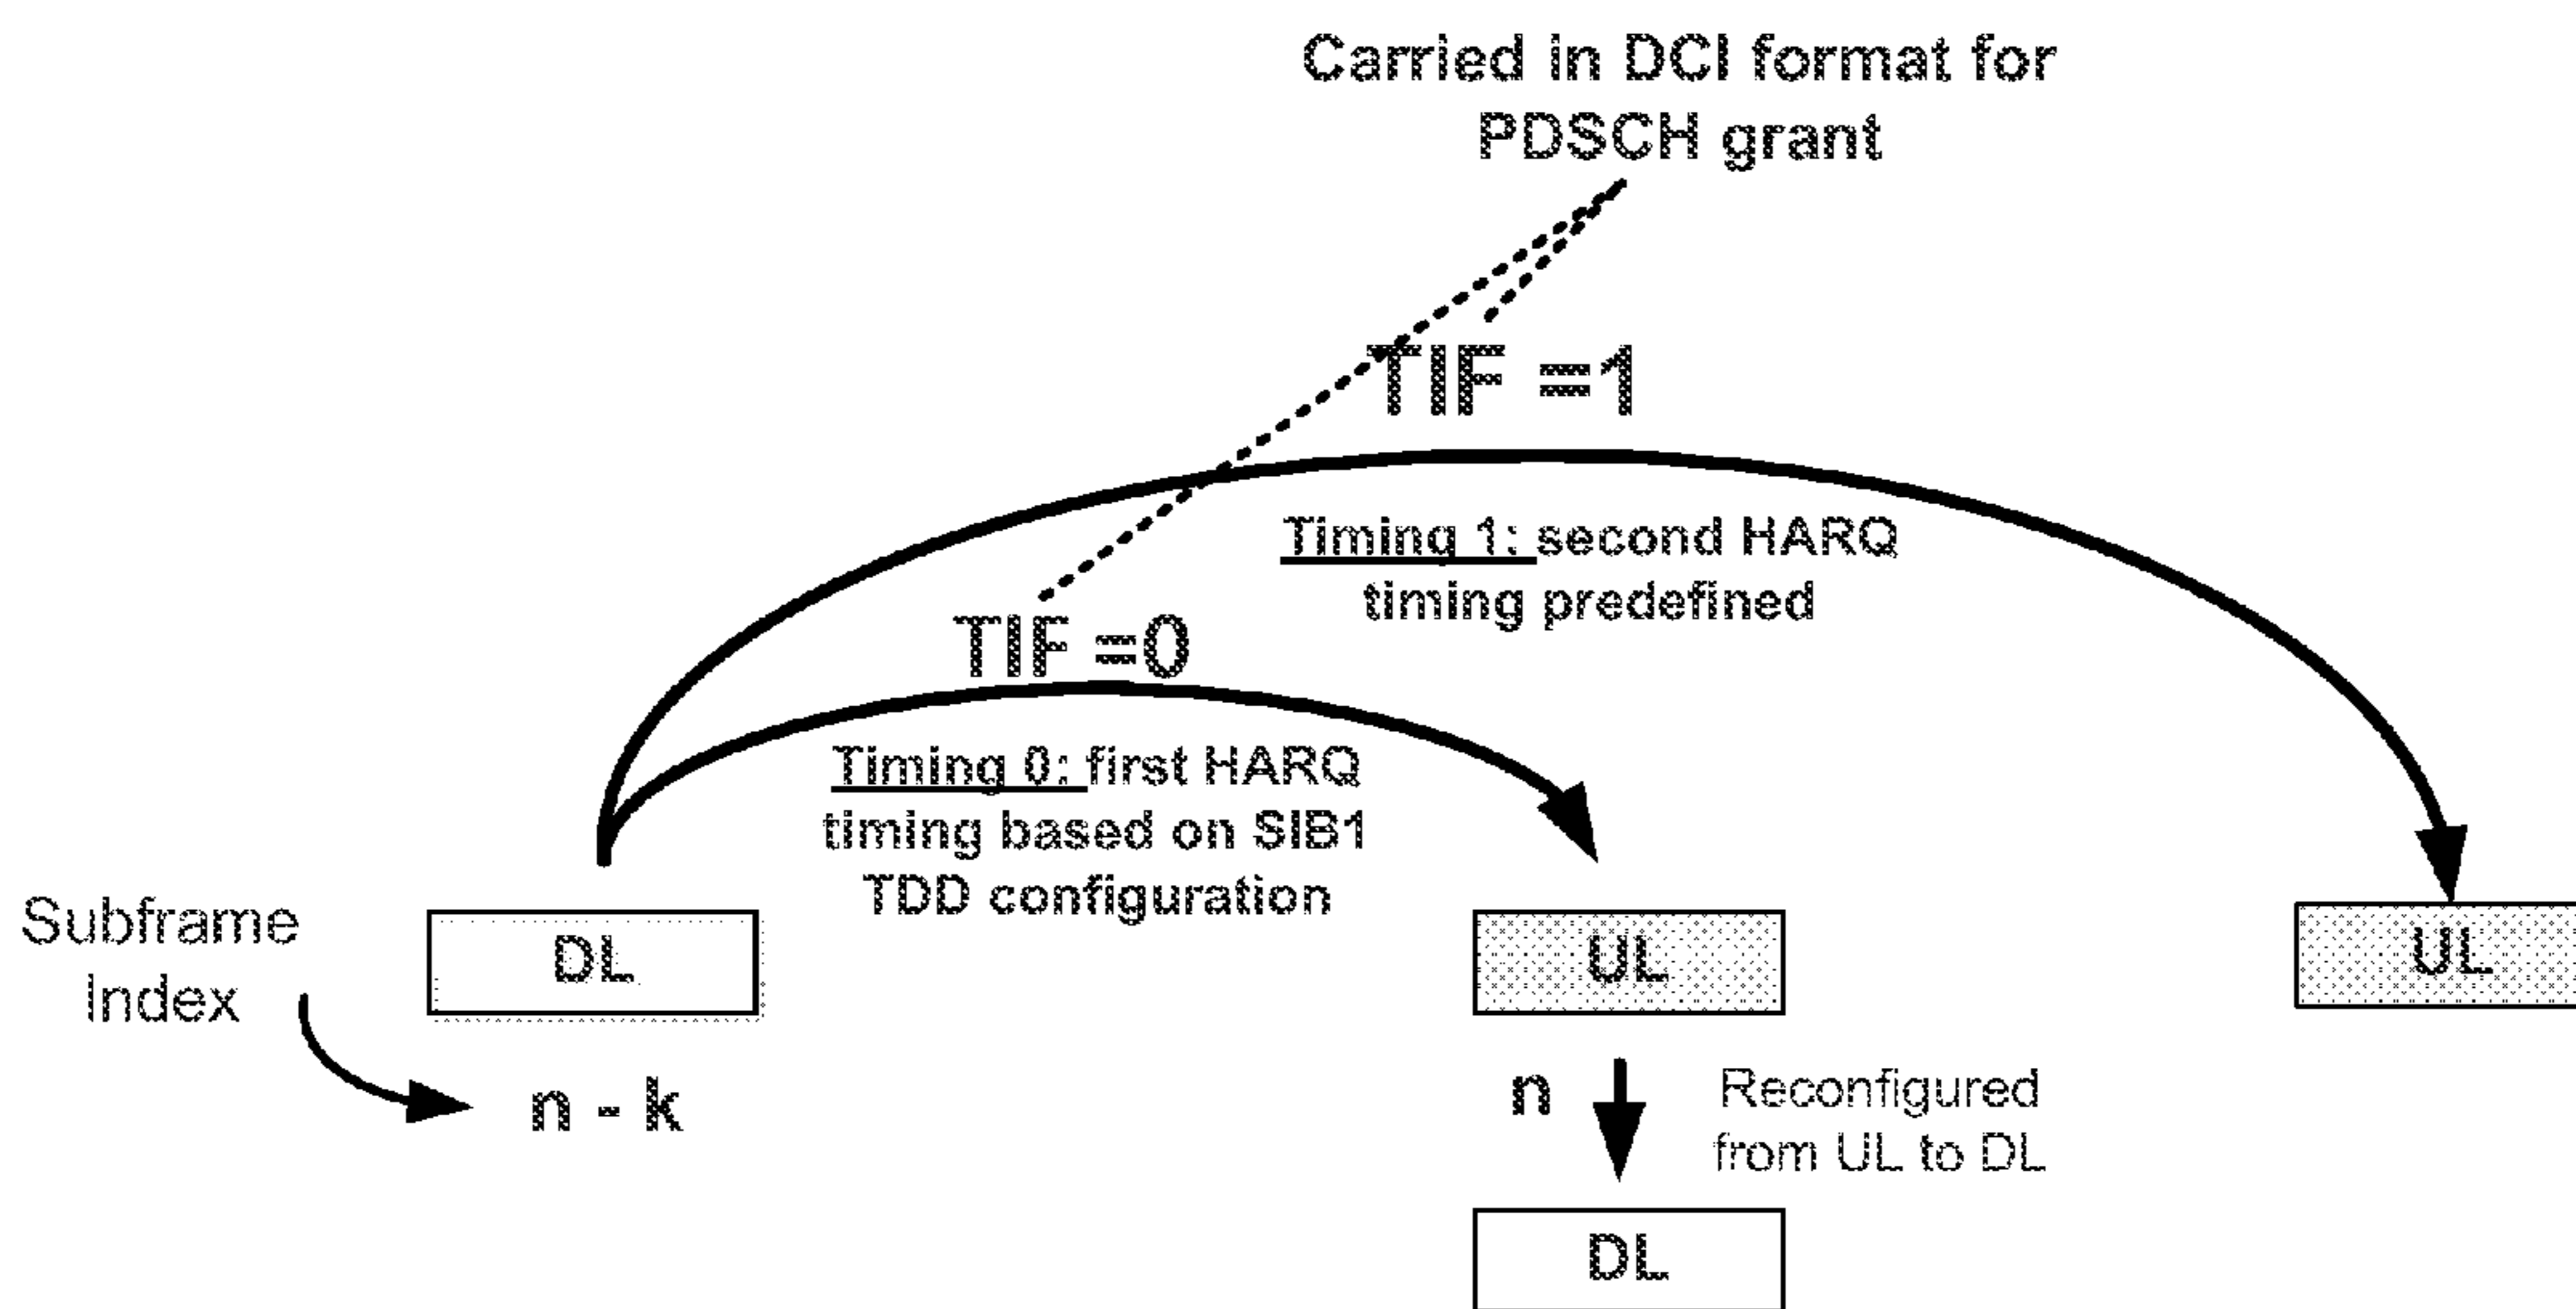 Carried in DCI format for
PDSCH grant
TIF =1
Timing 1: second HARQ
timing predefined
TIF =0
Timing 0: first HARQ
timing based on SIB1
TDD configuration
Subframe
Index
DL
UL
UL
n - k
n
Reconfigured
from UL to DL
DL